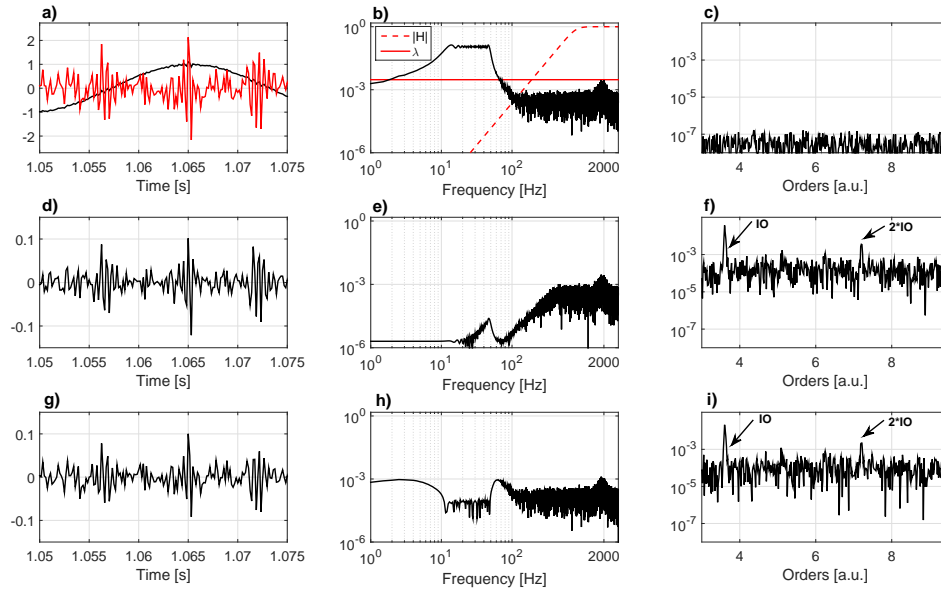 a)
2
1
0
-1
-2
1.05 1.055 1.06 1.065 1.07 1.075
Time [s]
b)
|H|
λ
10^0
10^-3
10^-6
10^0 10^1 10^2 2000
Frequency [Hz]
c)
10^-3
10^-5
10^-7
4 6 8
Orders [a.u.]
d)
0.1
0
-0.1
1.05 1.055 1.06 1.065 1.07 1.075
Time [s]
e)
10^0
10^-3
10^-6
10^0 10^1 10^2 2000
Frequency [Hz]
f)
IO
2*IO
10^-3
10^-5
10^-7
4 6 8
Orders [a.u.]
g)
0.1
0
-0.1
1.05 1.055 1.06 1.065 1.07 1.075
Time [s]
h)
10^0
10^-3
10^-6
10^0 10^1 10^2 2000
Frequency [Hz]
i)
IO
2*IO
10^-3
10^-5
10^-7
4 6 8
Orders [a.u.]